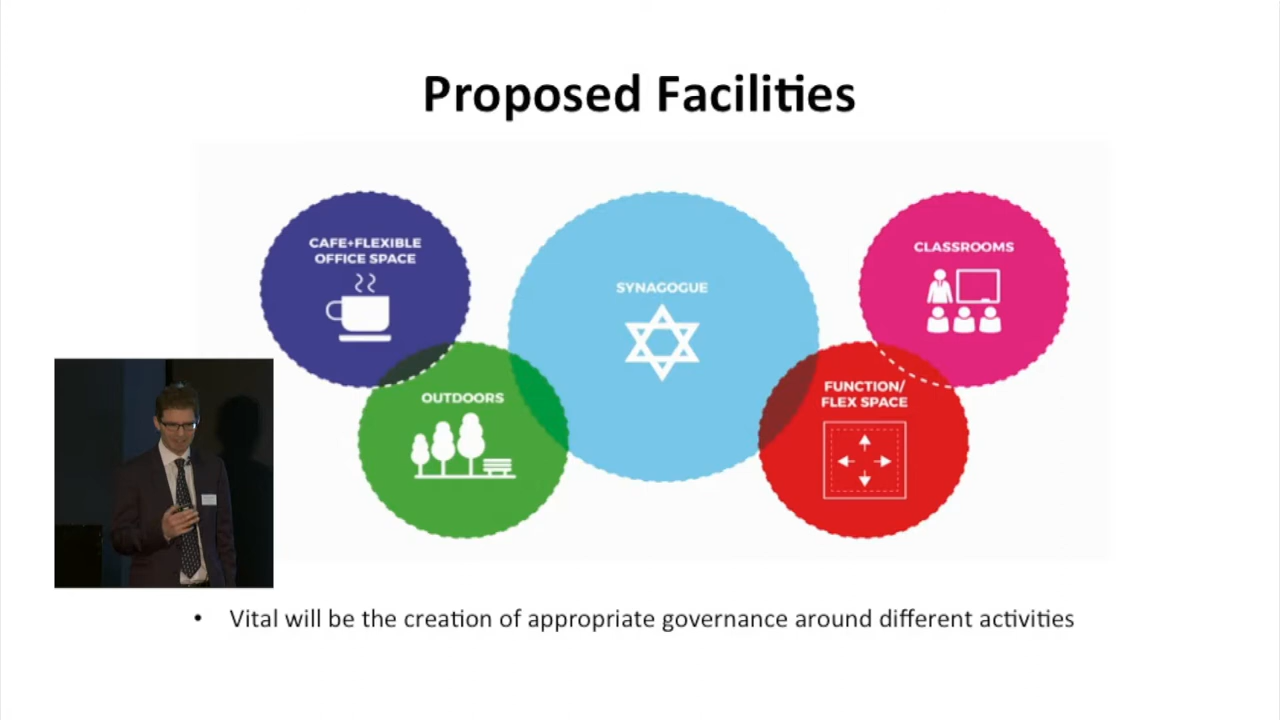 Proposed Facilities
CAFE+FLEXIBLE
OFFICE SPACE
SYNAGOGUE
CLASSROOMS
OUTDOORS
FUNCTION/
FLEX SPACE
• Vital will be the creation of appropriate governance around different activities